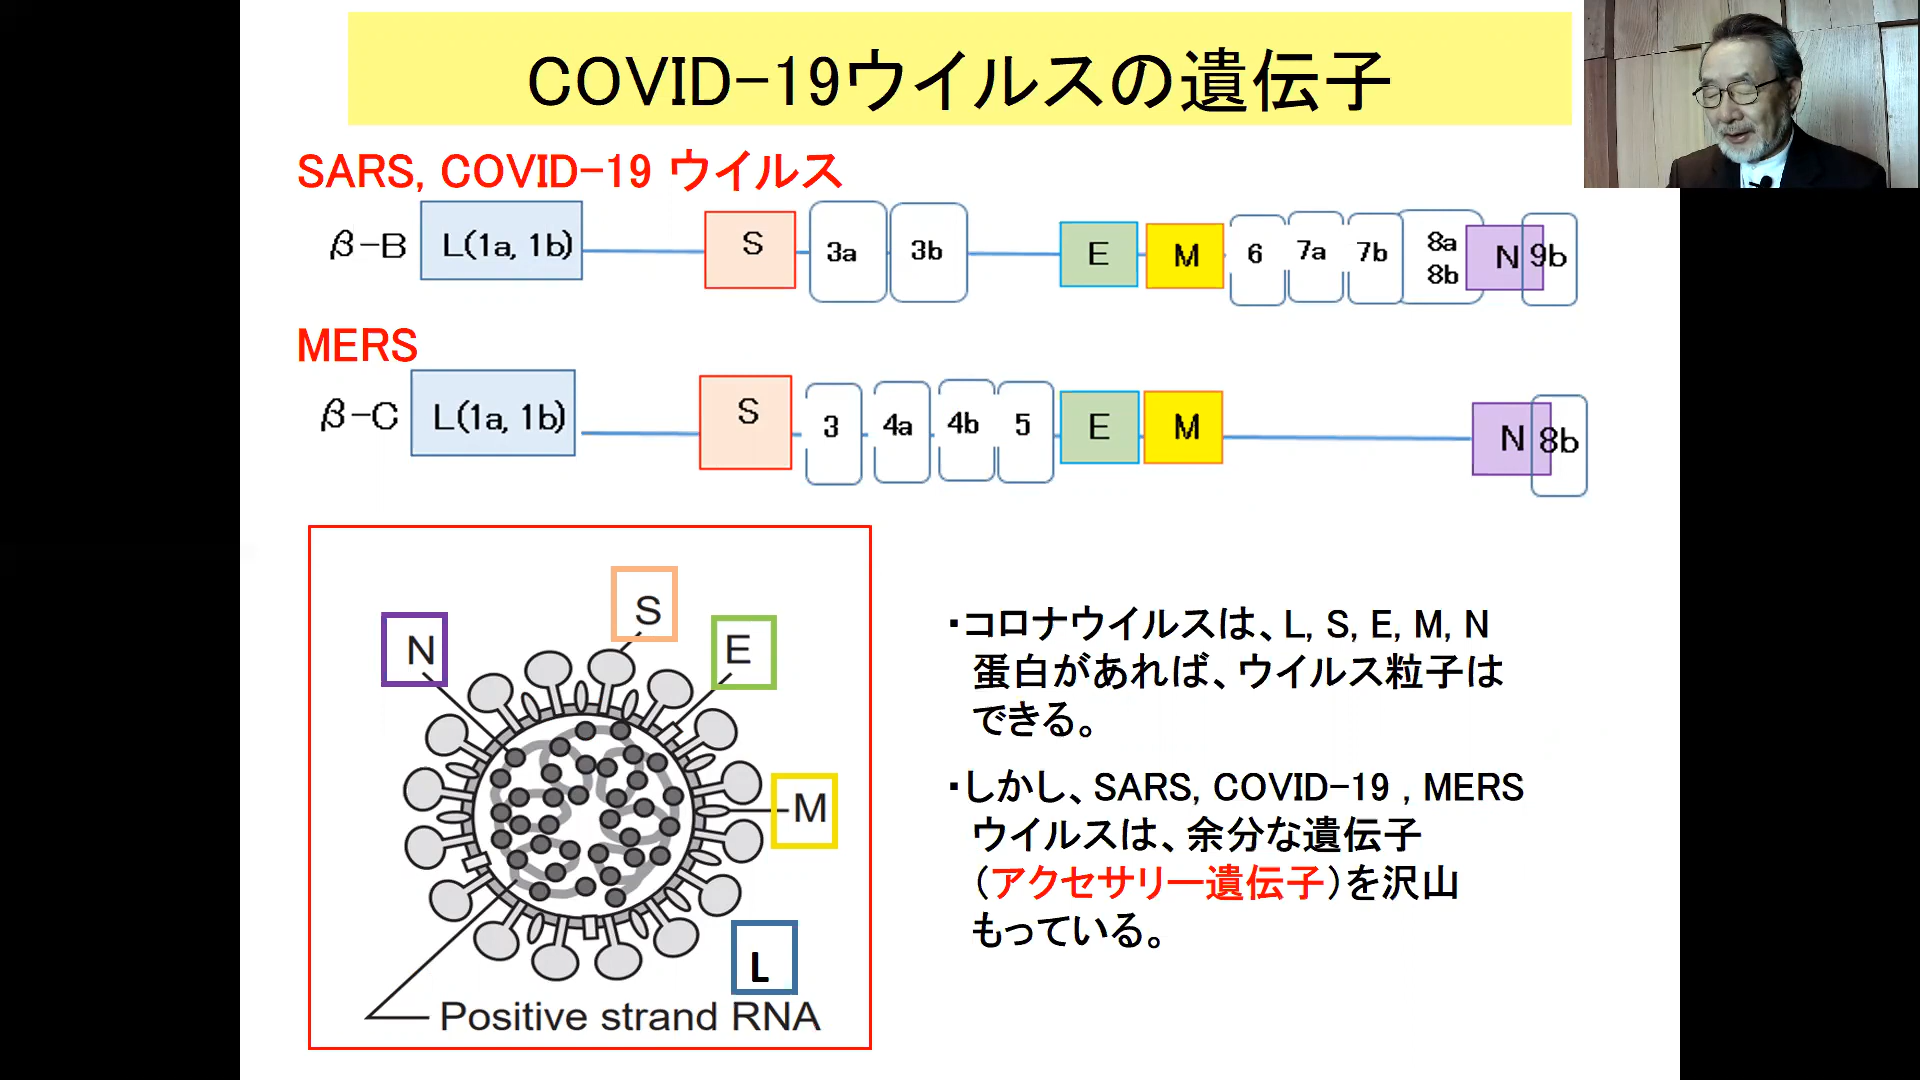 COVID-19ウイルスの遺伝子
SARS, COVID-19 ウイルス
β-B L(1a, 1b) S 3a 3b E M 6 7a 7b 8a 8b N 9b
MERS
β-C L(1a, 1b) S 3 4a 4b 5 E M N 8b
N S E
M
L
Positive strand RNA
・コロナウイルスは、L, S, E, M, N
蛋白があれば、ウイルス粒子は
できる。
・しかし、SARS, COVID-19 , MERS
ウイルスは、余分な遺伝子
（アクセサリー遺伝子）を沢山
もっている。